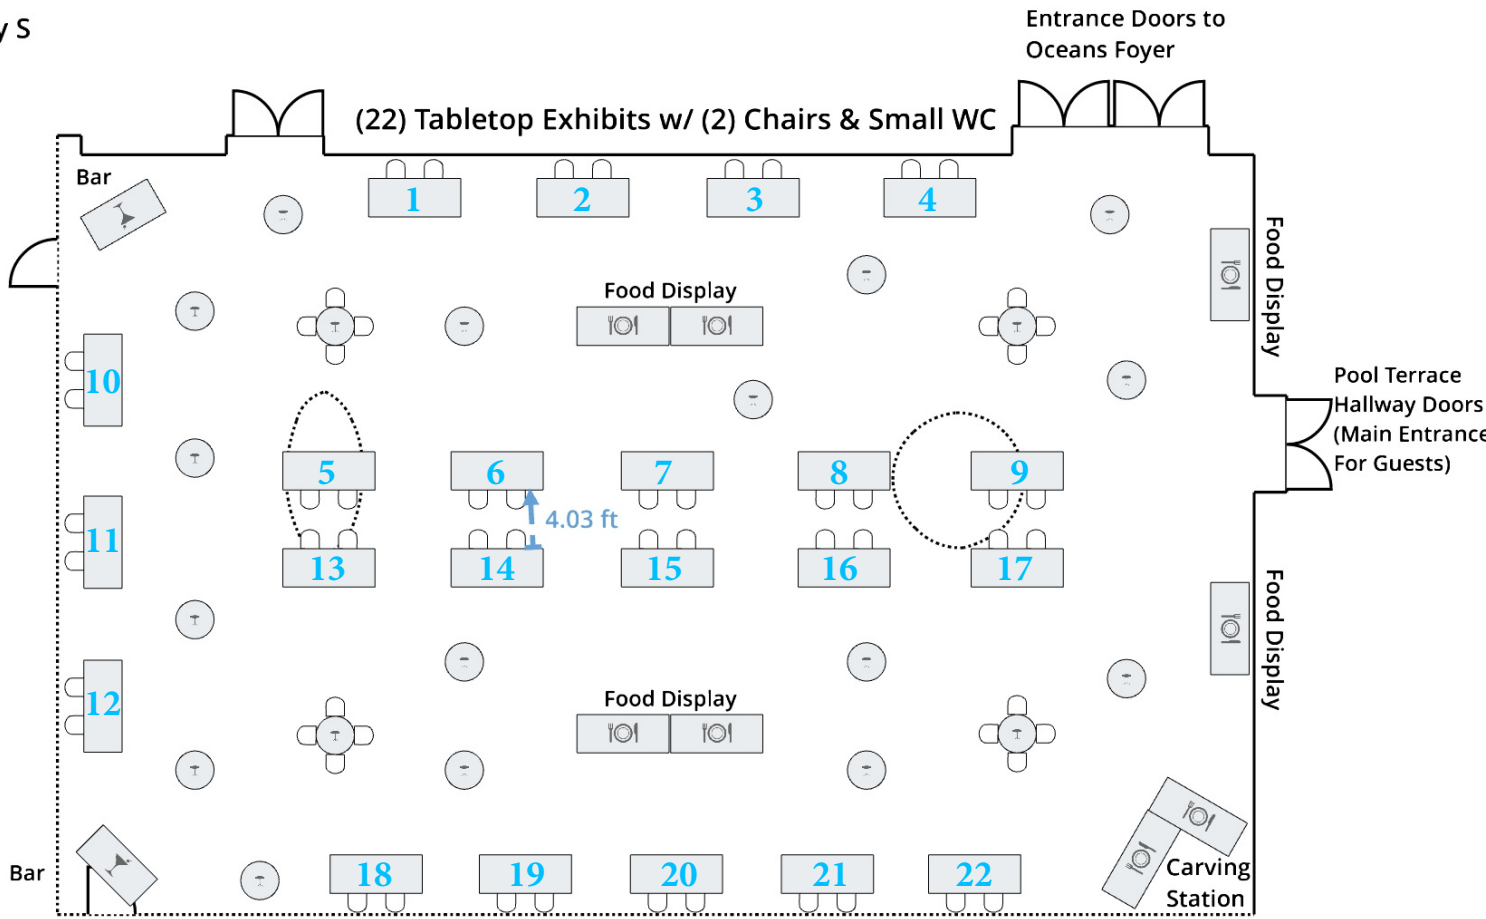 y S
Entrance Doors to
Oceans Foyer
(22) Tabletop Exhibits w/ (2) Chairs & Small WC
Bar
1
2
3
4
Food Display
Food Display
10
Pool Terrace
Hallway Doors
(Main Entrance
For Guests)
5
6
7
8
9
4.03 ft
11
13
14
15
16
17
Food Display
12
Food Display
Bar
18
19
20
21
22
Carving
Station